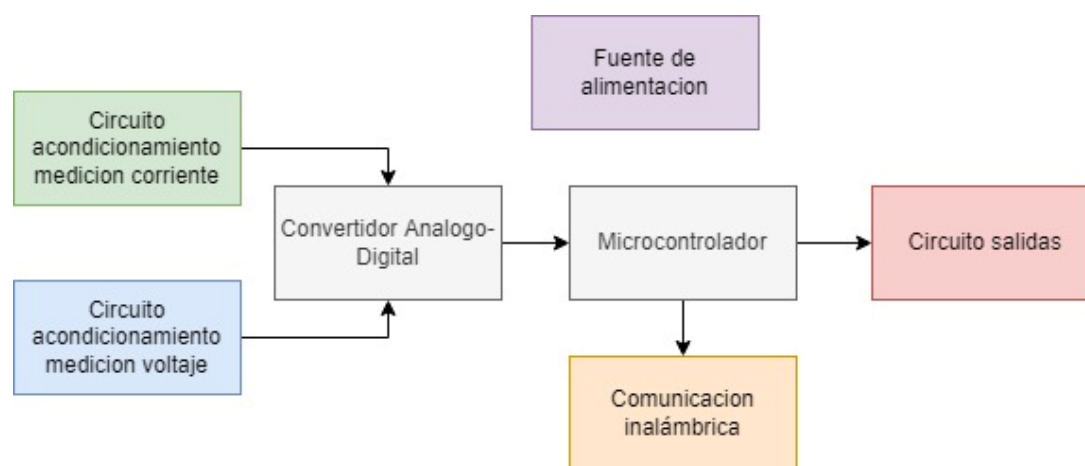 Fuente de
alimentacion
Circuito
acondicionamiento
medicion corriente
Convertidor Analogo-
Digital
Microcontrolador
Circuito salidas
Circuito
acondicionamiento
medicion voltaje
Comunicacion
inalámbrica